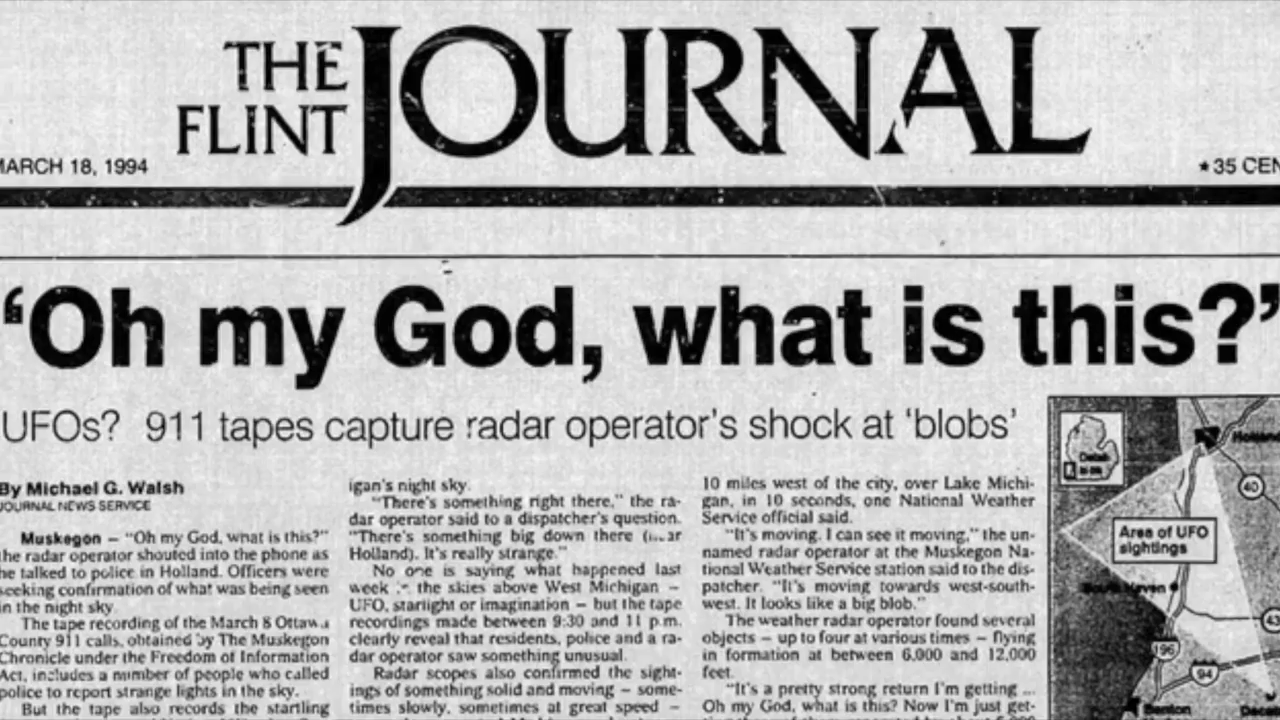 THE
FLINT
JOURNAL
MARCH 18, 1994
★35 CEN
‘Oh my God, what is this?’
UFOs? 911 tapes capture radar operator’s shock at ‘blobs’
By Michael G. Walsh
JOURNAL NEWS SERVICE
Muskegon – “Oh my God, what is this?”
the radar operator shouted into the phone as
he talked to police in Holland. Officers were
seeking confirmation of what was being seen
in the night sky.
The tape recording of the March 8 Ottawa
County 911 calls, obtained by The Muskegon
Chronicle under the Freedom of Information
Act, includes a number of people who called
police to report strange lights in the sky.
But the tape also records the startling
igan’s night sky.
“There’s something right there,” the ra-
dar operator said to a dispatcher’s question.
“There’s something big down there
Holland). It’s really strange.”
No one is saying what happened last
week the skies above West Michigan –
UFO, starlight or imagination – but the tape
recordings made between 9:30 and 11 p.m.
clearly reveal that residents, police and a ra-
dar operator saw something unusual.
Radar scopes also confirmed the sight-
ings of something solid and moving – some-
times slowly, sometimes at great speed –
10 miles west of the city, over Lake Michi-
gan, in 10 seconds, one National Weather
Service official said.
“It’s moving. I can see it moving,” the un-
named radar operator at the Muskegon Na-
tional Weather Service station said to the dis-
patcher. “It’s moving towards west-south-
west. It looks like a big blob.”
The weather radar operator found several
objects – up to four at various times – flying
in formation at between 6,000 and 12,000
feet.
“It’s a pretty strong return I’m getting ...
Oh my God, what is this? Now I’m just get-
Detail
Holland
40
Area of UFO
sightings
South Haven
43
196
94
Benton